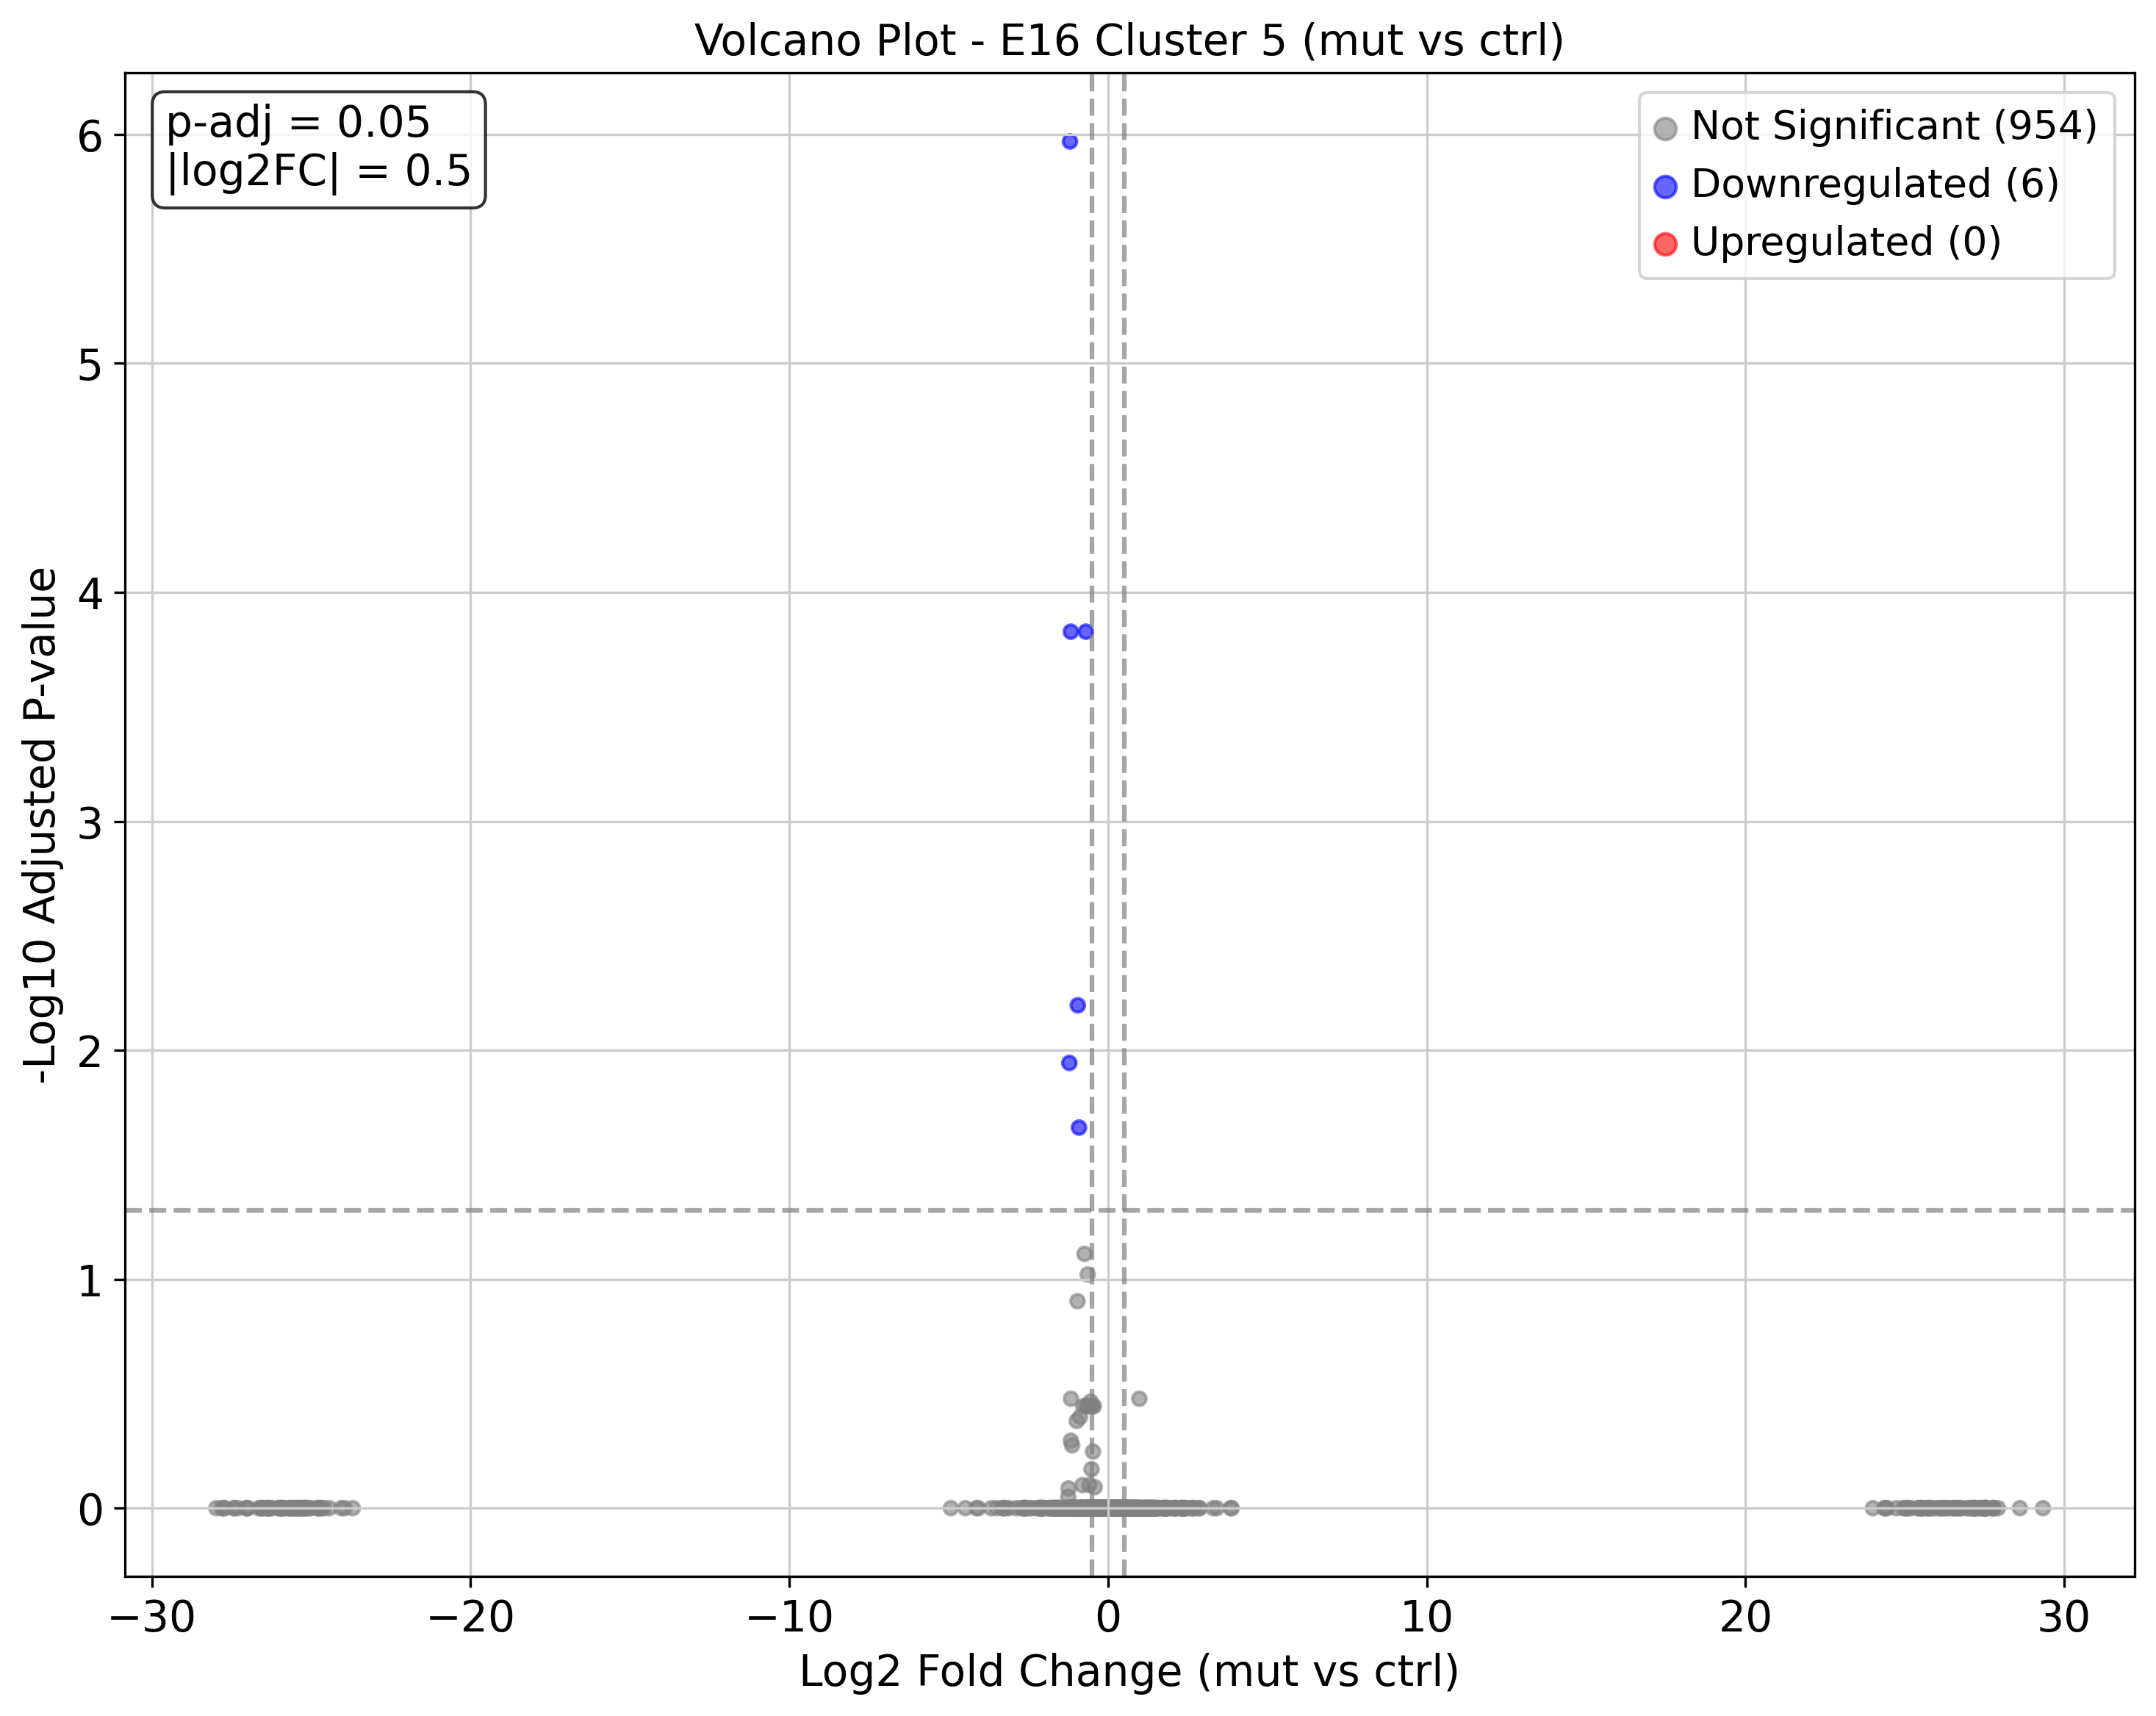 Volcano Plot - E16 Cluster 5 (mut vs ctrl)
p-adj = 0.05
|log2FC| = 0.5
Not Significant (954)
Downregulated (6)
Upregulated (0)
-Log10 Adjusted P-value
6
5
4
3
2
1
0
−30 −20 −10 0 10 20 30
Log2 Fold Change (mut vs ctrl)